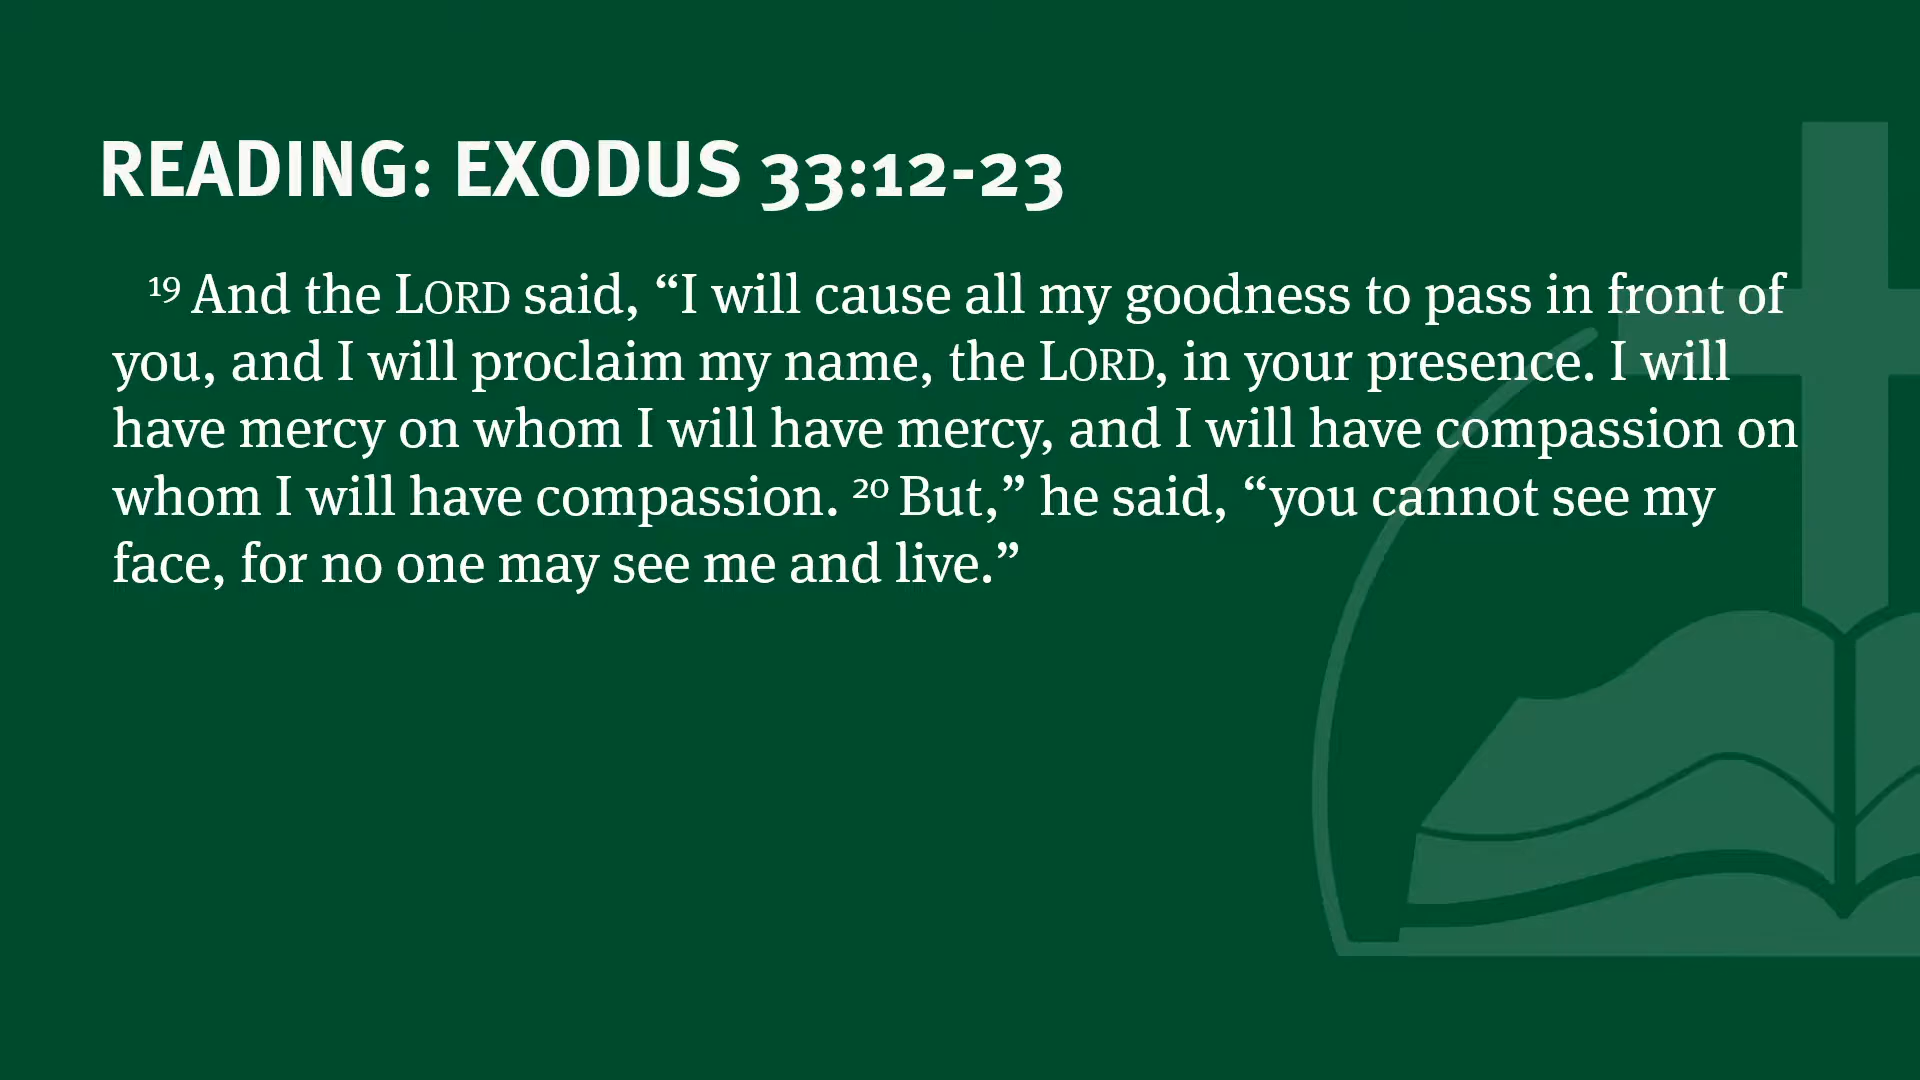 READING: EXODUS 33:12-23
19 And the LORD said, “I will cause all my goodness to pass in front of
you, and I will proclaim my name, the LORD, in your presence. I will
have mercy on whom I will have mercy, and I will have compassion on
whom I will have compassion. 20 But,” he said, “you cannot see my
face, for no one may see me and live.”